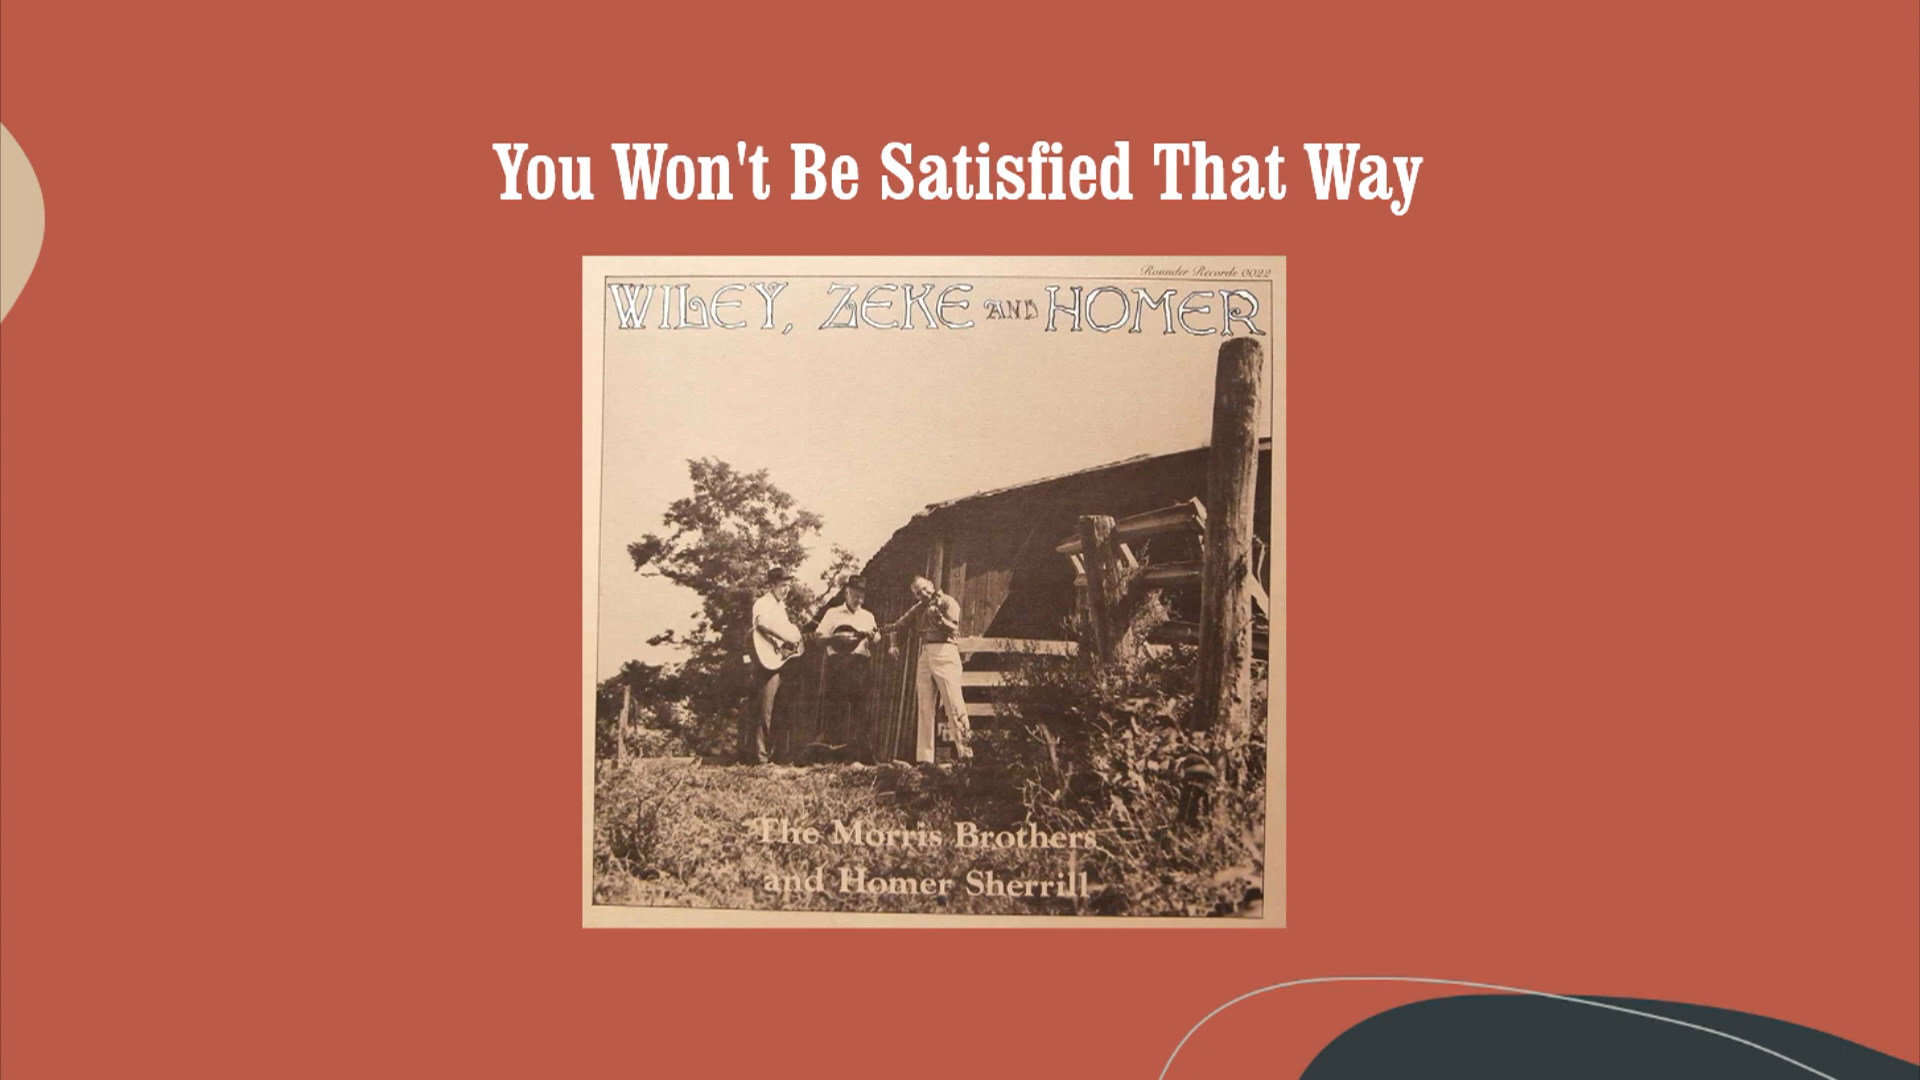 You Won't Be Satisfied That Way
Rounder Records 0022
WILEY, ZEKE AND HOMER
The Morris Brothers
and Homer Sherrill